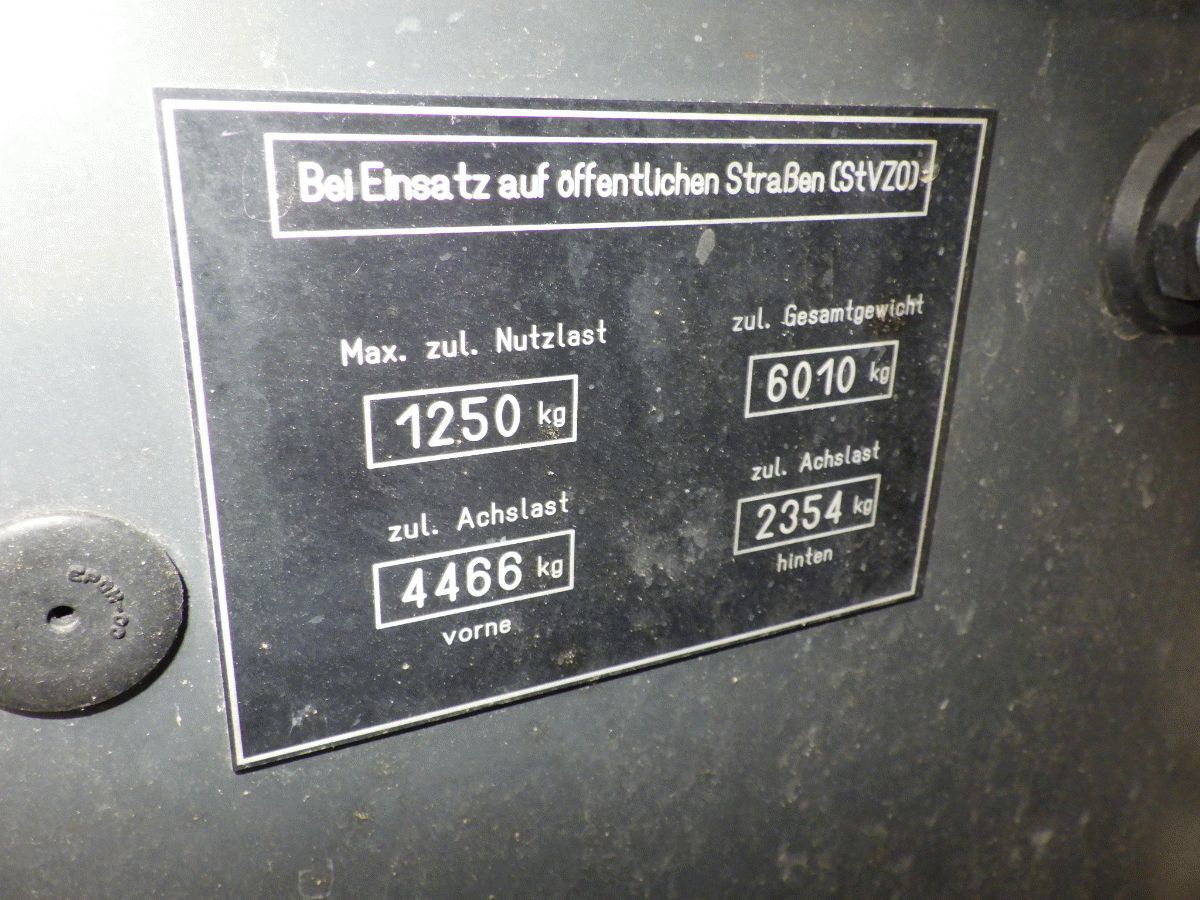 Bei Einsatz auf öffentlichen Straßen (StVZO)
Max. zul. Nutzlast
1250 kg
zul. Gesamtgewicht
6010 kg
zul. Achslast
4466 kg
vorne
zul. Achslast
2354 kg
hinten